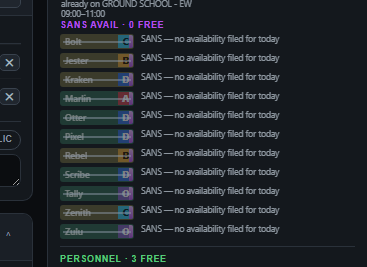 already on GROUND SCHOOL - EW
09:00–11:00
SANS AVAIL · 0 FREE
Bolt C SANS — no availability filed for today
Jester B SANS — no availability filed for today
Kraken D SANS — no availability filed for today
Marlin A SANS — no availability filed for today
Otter D SANS — no availability filed for today
Pixel D SANS — no availability filed for today
Rebel B SANS — no availability filed for today
Scribe D SANS — no availability filed for today
Tally O SANS — no availability filed for today
Zenith C SANS — no availability filed for today
Zulu O SANS — no availability filed for today
LIC
PERSONNEL · 3 FREE